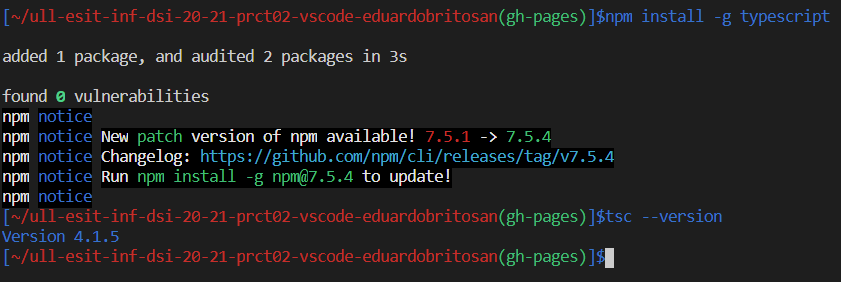 [~/ull-esit-inf-dsi-20-21-prct02-vscode-eduardobritosan(gh-pages)]$npm install -g typescript
added 1 package, and audited 2 packages in 3s
found 0 vulnerabilities
npm notice
npm notice New patch version of npm available! 7.5.1 -> 7.5.4
npm notice Changelog: https://github.com/npm/cli/releases/tag/v7.5.4
npm notice Run npm install -g npm@7.5.4 to update!
npm notice
[~/ull-esit-inf-dsi-20-21-prct02-vscode-eduardobritosan(gh-pages)]$tsc --version
Version 4.1.5
[~/ull-esit-inf-dsi-20-21-prct02-vscode-eduardobritosan(gh-pages)]$